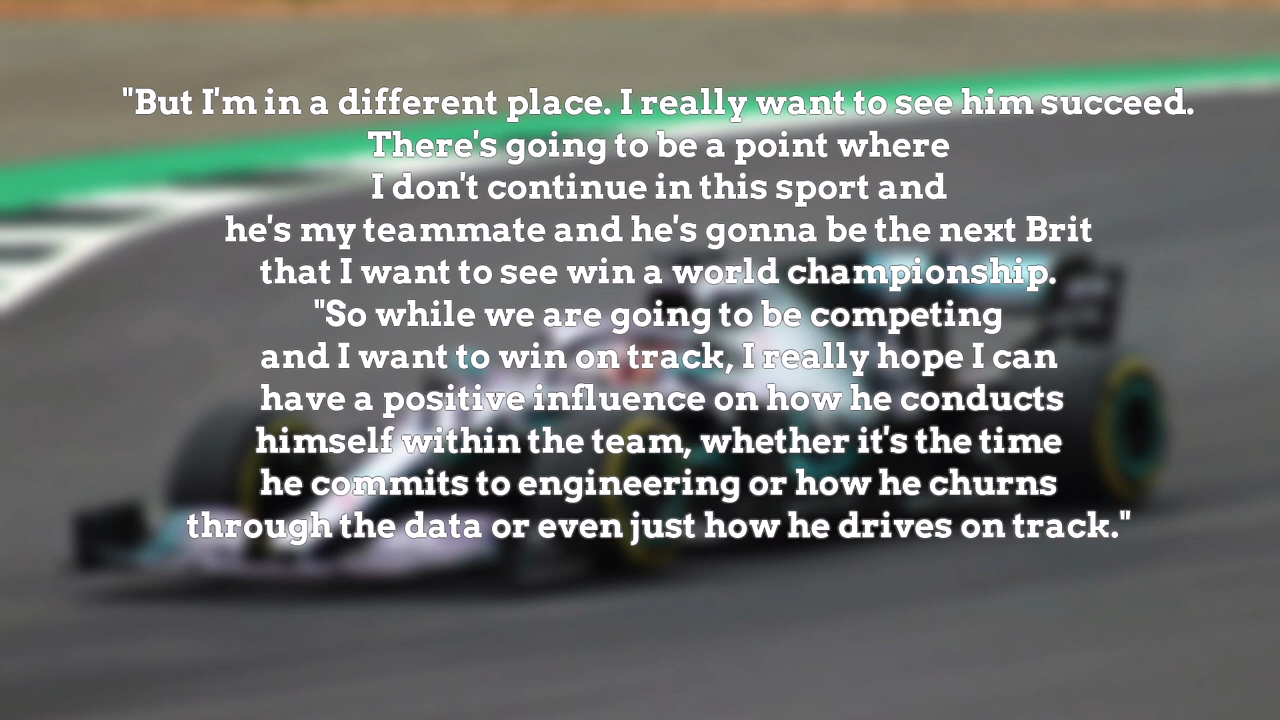 "But I'm in a different place. I really want to see him succeed.
There's going to be a point where
I don't continue in this sport and
he's my teammate and he's gonna be the next Brit
that I want to see win a world championship.
"So while we are going to be competing
and I want to win on track, I really hope I can
have a positive influence on how he conducts
himself within the team, whether it's the time
he commits to engineering or how he churns
through the data or even just how he drives on track."